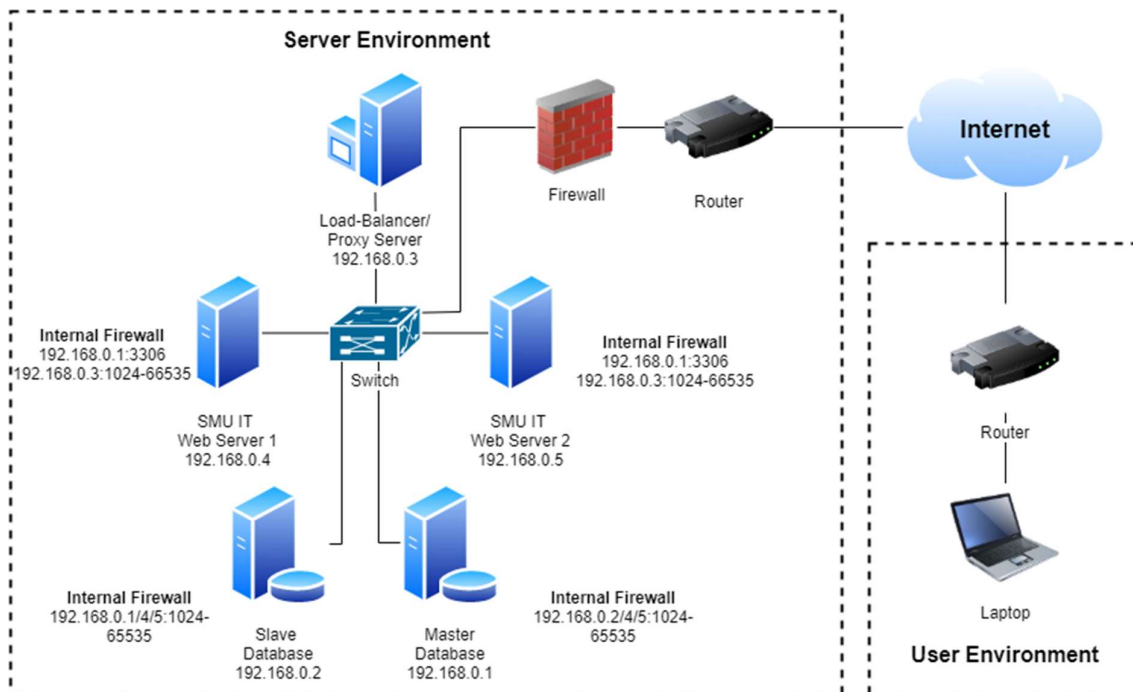 Server Environment
Internet
Firewall
Router
Load-Balancer/
Proxy Server
192.168.0.3
Internal Firewall
192.168.0.1:3306
192.168.0.3:1024-66535
Switch
Internal Firewall
192.168.0.1:3306
192.168.0.3:1024-66535
SMU IT
Web Server 1
192.168.0.4
SMU IT
Web Server 2
192.168.0.5
Router
Internal Firewall
192.168.0.1/4/5:1024-
65535
Slave
Database
192.168.0.2
Master
Database
192.168.0.1
Internal Firewall
192.168.0.2/4/5:1024-
65535
Laptop
User Environment